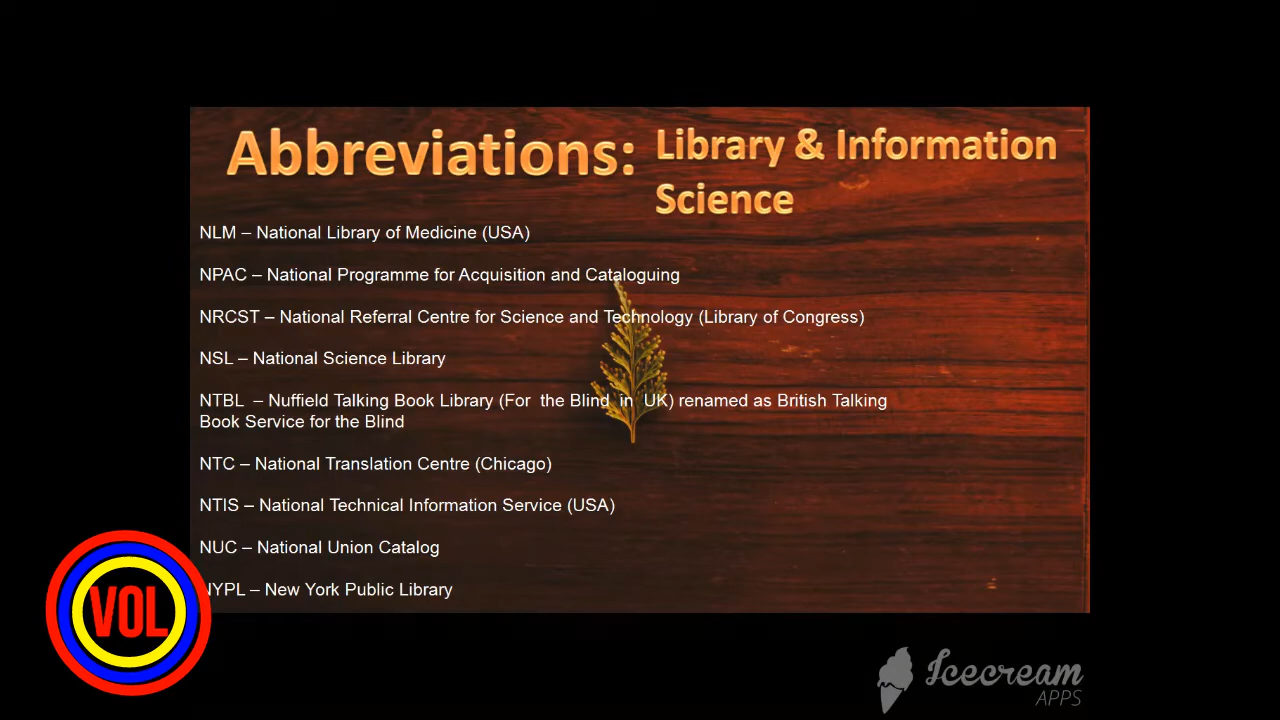 Abbreviations: Library & Information
Science
NLM – National Library of Medicine (USA)
NPAC – National Programme for Acquisition and Cataloguing
NRCST – National Referral Centre for Science and Technology (Library of Congress)
NSL – National Science Library
NTBL – Nuffield Talking Book Library (For the Blind in UK) renamed as British Talking
Book Service for the Blind
NTC – National Translation Centre (Chicago)
NTIS – National Technical Information Service (USA)
NUC – National Union Catalog
NYPL – New York Public Library
VOL
Icecream
APPS